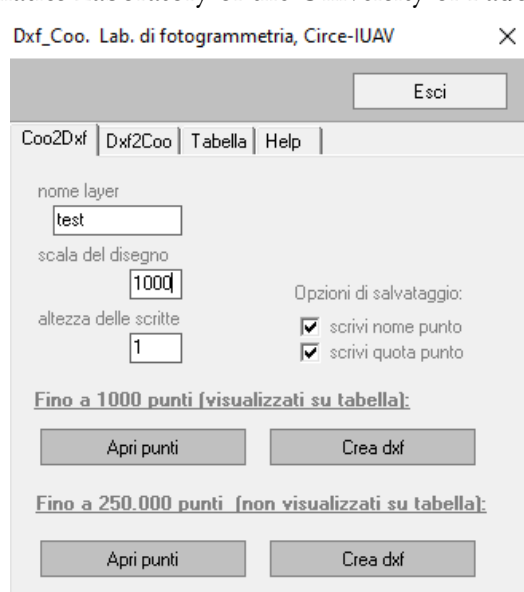 Dxf_Coo. Lab. di fotogrammetria, Circe-IUAV
Esci
Coo2Dxf Dxf2Coo Tabella Help
nome layer
test
scala del disegno
1000
Opzioni di salvataggio:
altezza delle scritte
scrivi nome punto
1
scrivi quota punto
Fino a 1000 punti (visualizzati su tabella):
Apri punti Crea dxf
Fino a 250.000 punti (non visualizzati su tabella):
Apri punti Crea dxf